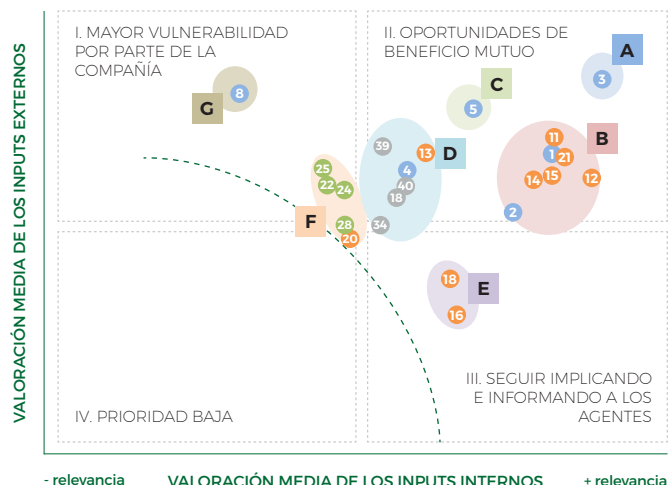 I. MAYOR VULNERABILIDAD
POR PARTE DE LA
COMPAÑÍA
II. OPORTUNIDADES DE
BENEFICIO MUTUO
A
3
8
G
C
5
B
11
1
21
15
14
12
2
39
13
D
4
40
18
34
25
22
24
28
20
F
18
E
16
III. SEGUIR IMPLICANDO
E INFORMANDO A LOS
AGENTES
IV. PRIORIDAD BAJA
VALORACIÓN MEDIA DE LOS INPUTS EXTERNOS
- relevancia
VALORACIÓN MEDIA DE LOS INPUTS INTERNOS
+ relevancia